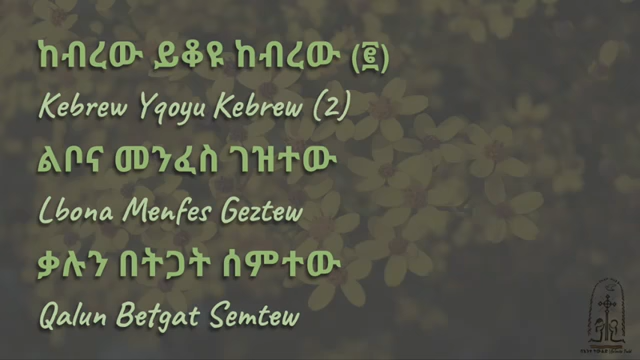 ከብረው ይቆዩ ከብረው (፪)
Kebrew Yqoyu Kebrew (2)
ልቦና መንፈስ ገዝተው
Lbona Menfes Geztew
ቃሉን በትጋት ሰምተው
Qalun Betgat Semtew